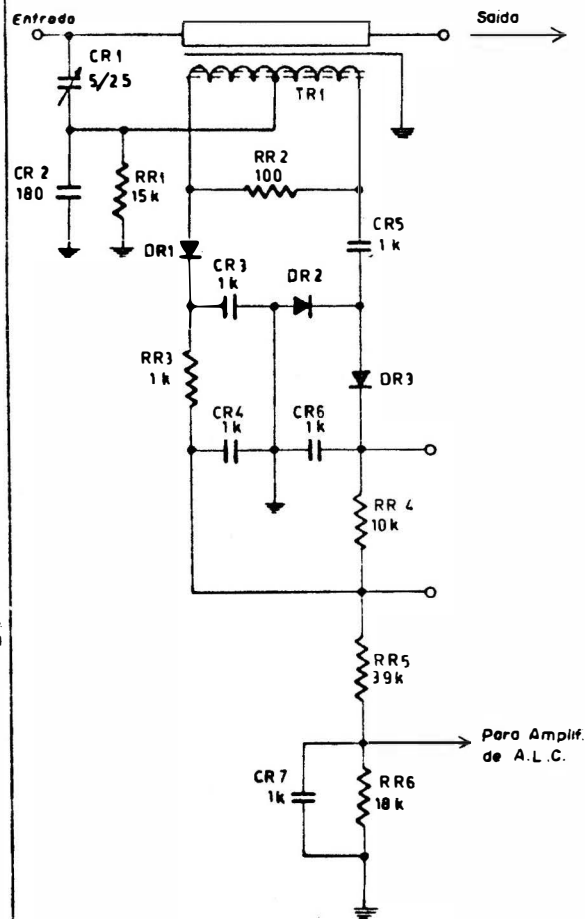 Entrada
Saida
CR1
5/25
TR1
CR2
180
RR1
15k
RR2
100
CR5
1k
DR1
CR3
1k
DR2
RR3
1k
DR3
CR4
1k
CR6
1k
RR4
10k
RR5
39k
Para Amplif.
de A.L.C.
CR7
1k
RR6
18k